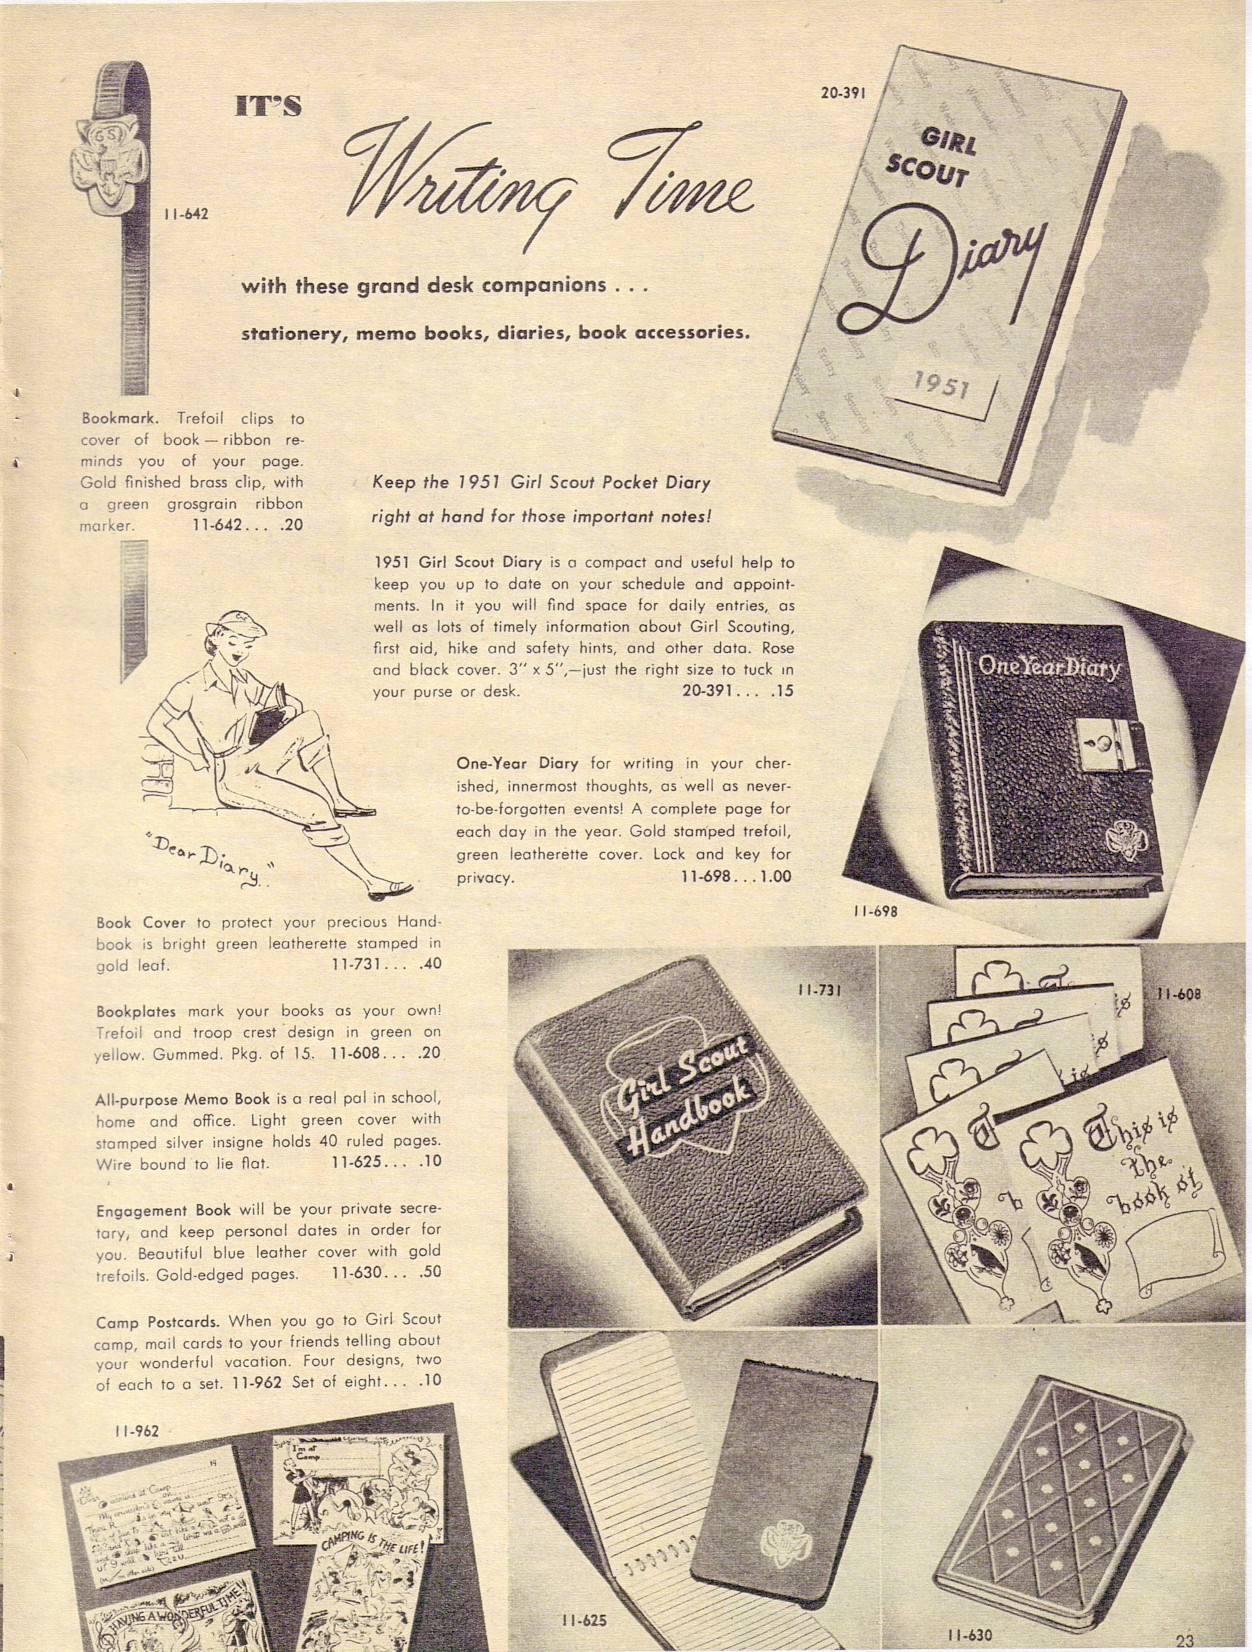 IT'S
Writing Time
with these grand desk companions . . .
stationery, memo books, diaries, book accessories.
GS
11-642
20-391
GIRL
SCOUT
Diary
1951
Bookmark. Trefoil clips to
cover of book — ribbon re-
minds you of your page.
Gold finished brass clip, with
a green grosgrain ribbon
marker. 11-642... .20
Keep the 1951 Girl Scout Pocket Diary
right at hand for those important notes!
1951 Girl Scout Diary is a compact and useful help to
keep you up to date on your schedule and appoint-
ments. In it you will find space for daily entries, as
well as lots of timely information about Girl Scouting,
first aid, hike and safety hints, and other data. Rose
and black cover. 3" x 5",—just the right size to tuck in
your purse or desk. 20-391... .15
One-Year Diary for writing in your cher-
ished, innermost thoughts, as well as never-
to-be-forgotten events! A complete page for
each day in the year. Gold stamped trefoil,
green leatherette cover. Lock and key for
privacy. 11-698...1.00
"Dear Diary.."
One Year Diary
11-698
Book Cover to protect your precious Hand-
book is bright green leatherette stamped in
gold leaf. 11-731... .40
Bookplates mark your books as your own!
Trefoil and troop crest design in green on
yellow. Gummed. Pkg. of 15. 11-608... .20
All-purpose Memo Book is a real pal in school,
home and office. Light green cover with
stamped silver insigne holds 40 ruled pages.
Wire bound to lie flat. 11-625... .10
Engagement Book will be your private secre-
tary, and keep personal dates in order for
you. Beautiful blue leather cover with gold
trefoils. Gold-edged pages. 11-630... .50
Camp Postcards. When you go to Girl Scout
camp, mail cards to your friends telling about
your wonderful vacation. Four designs, two
of each to a set. 11-962 Set of eight... .10
11-731
Girl Scout
Handbook
11-608
This is
the
book of
11-962
I'm at
Camp
CAMPING IS THE LIFE!
HAVING A WONDERFUL TIME!!
11-625
11-630
23